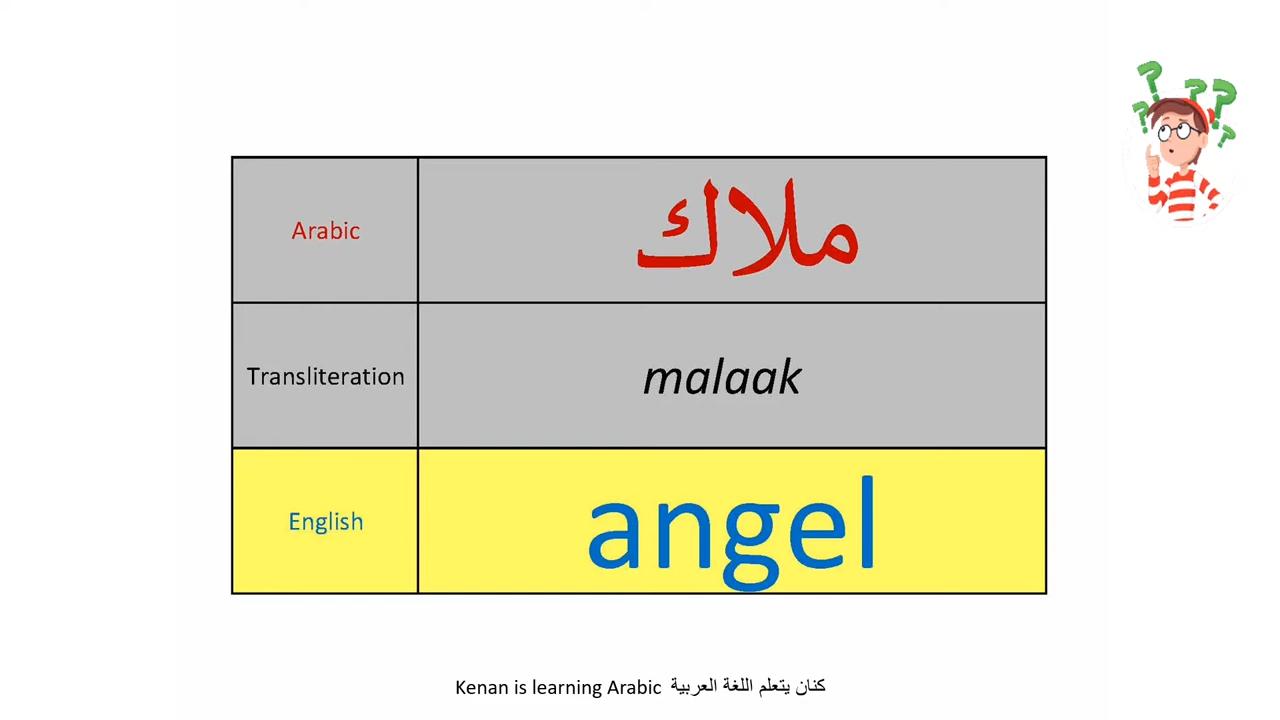 Arabic ملاك
Transliteration malaak
English angel
Kenan is learning Arabic كنان يتعلم اللغة العربية